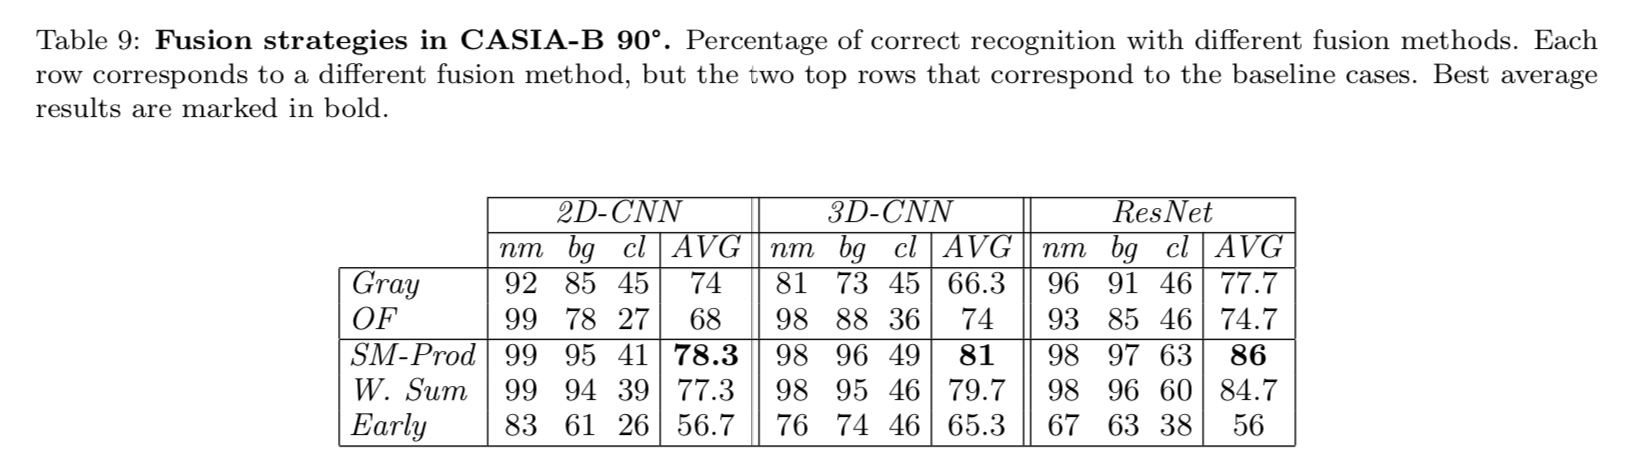 Table 9: Fusion strategies in CASIA-B 90°. Percentage of correct recognition with different fusion methods. Each
row corresponds to a different fusion method, but the two top rows that correspond to the baseline cases. Best average
results are marked in bold.
2D-CNN 3D-CNN ResNet
nm bg cl AVG nm bg cl AVG nm bg cl AVG
Gray 92 85 45 74 81 73 45 66.3 96 91 46 77.7
OF 99 78 27 68 98 88 36 74 93 85 46 74.7
SM-Prod 99 95 41 78.3 98 96 49 81 98 97 63 86
W. Sum 99 94 39 77.3 98 95 46 79.7 98 96 60 84.7
Early 83 61 26 56.7 76 74 46 65.3 67 63 38 56